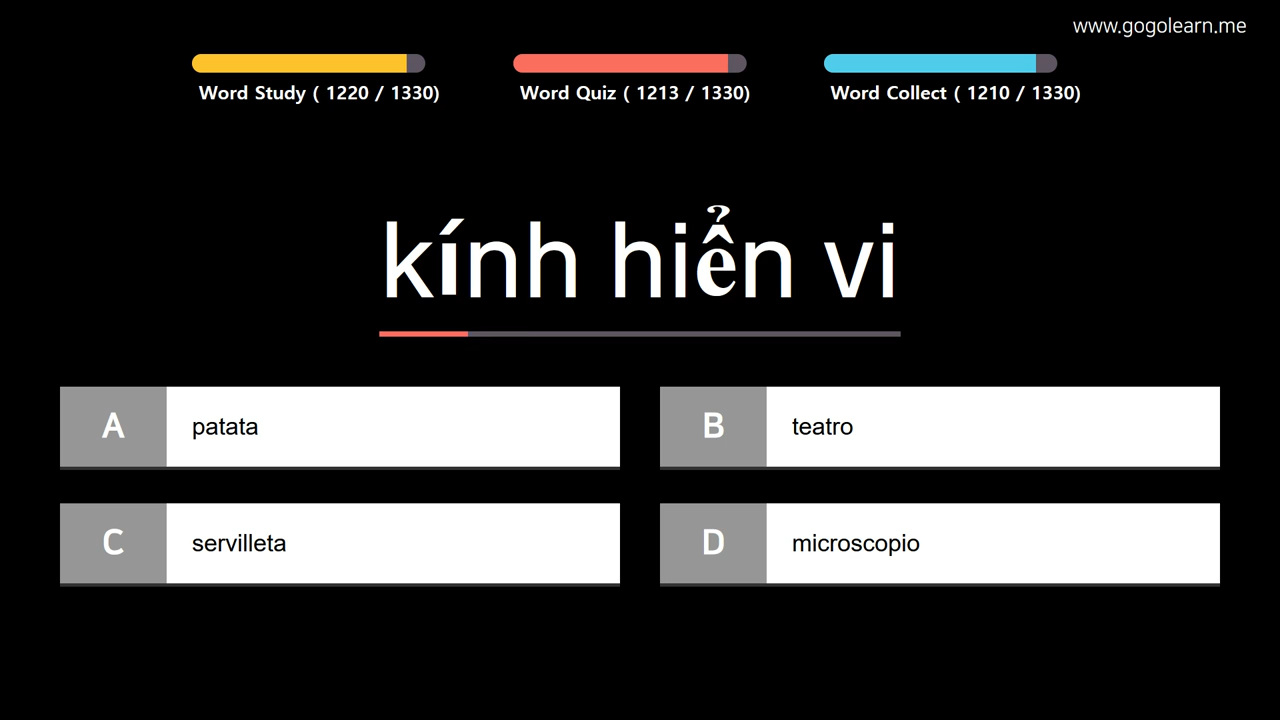 www.gogolearn.me
Word Study ( 1220 / 1330)
Word Quiz ( 1213 / 1330)
Word Collect ( 1210 / 1330)
kính hiển vi
A patata
B teatro
C servilleta
D microscopio